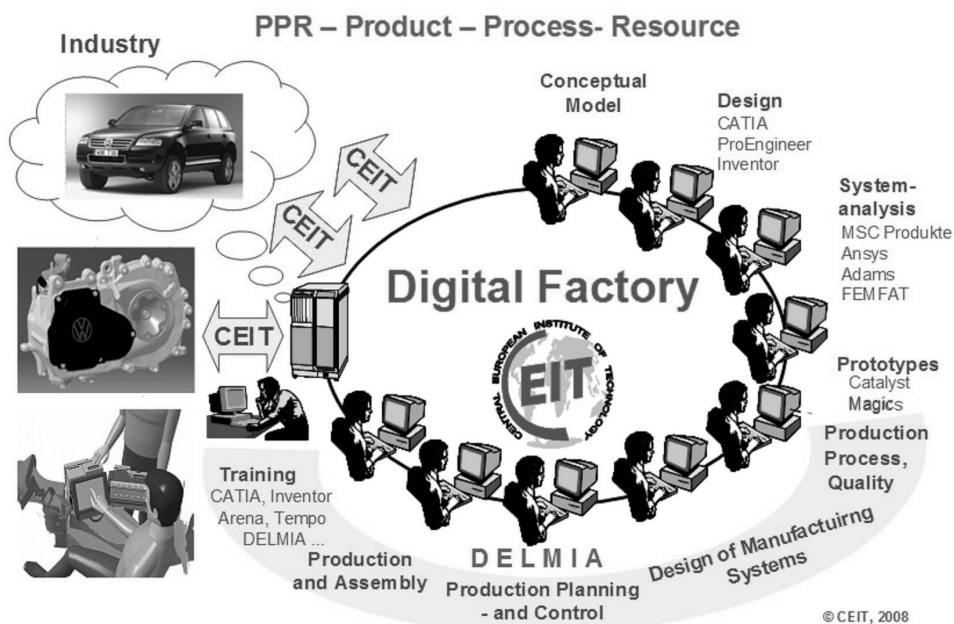 PPR – Product – Process- Resource
Industry
Conceptual
Model
Design
CATIA
ProEngineer
Inventor
CEIT
CEIT
System-
analysis
MSC Produkte
Ansys
Adams
FEMFAT
Digital Factory
CEIT
CENTRAL EUROPEAN INSTITUTE OF TECHNOLOGY
CEIT
Prototypes
Catalyst
Magics
Production
Process,
Quality
Training
CATIA, Inventor
Arena, Tempo
DELMIA ...
Production
and Assembly
DELMIA
Production Planning
- and Control
Design of Manufactuirng
Systems
© CEIT, 2008